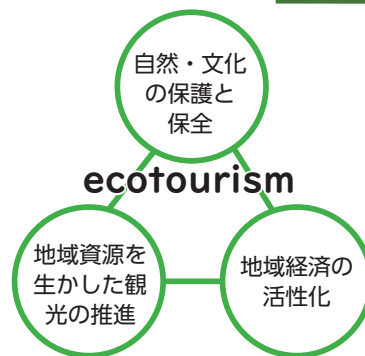 自然・文化
の保護と
保全
ecotourism
地域資源を
生かした観
光の推進
地域経済の
活性化